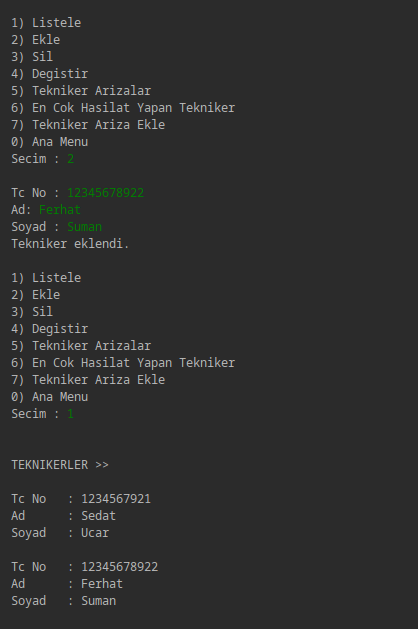 1) Listele
2) Ekle
3) Sil
4) Degistir
5) Tekniker Arizalar
6) En Cok Hasilat Yapan Tekniker
7) Tekniker Ariza Ekle
0) Ana Menu
Secim : 2
Tc No : 12345678922
Ad: Ferhat
Soyad : Suman
Tekniker eklendi.
1) Listele
2) Ekle
3) Sil
4) Degistir
5) Tekniker Arizalar
6) En Cok Hasilat Yapan Tekniker
7) Tekniker Ariza Ekle
0) Ana Menu
Secim : 1
TEKNIKERLER >>
Tc No   : 1234567921
Ad      : Sedat
Soyad   : Ucar
Tc No   : 12345678922
Ad      : Ferhat
Soyad   : Suman